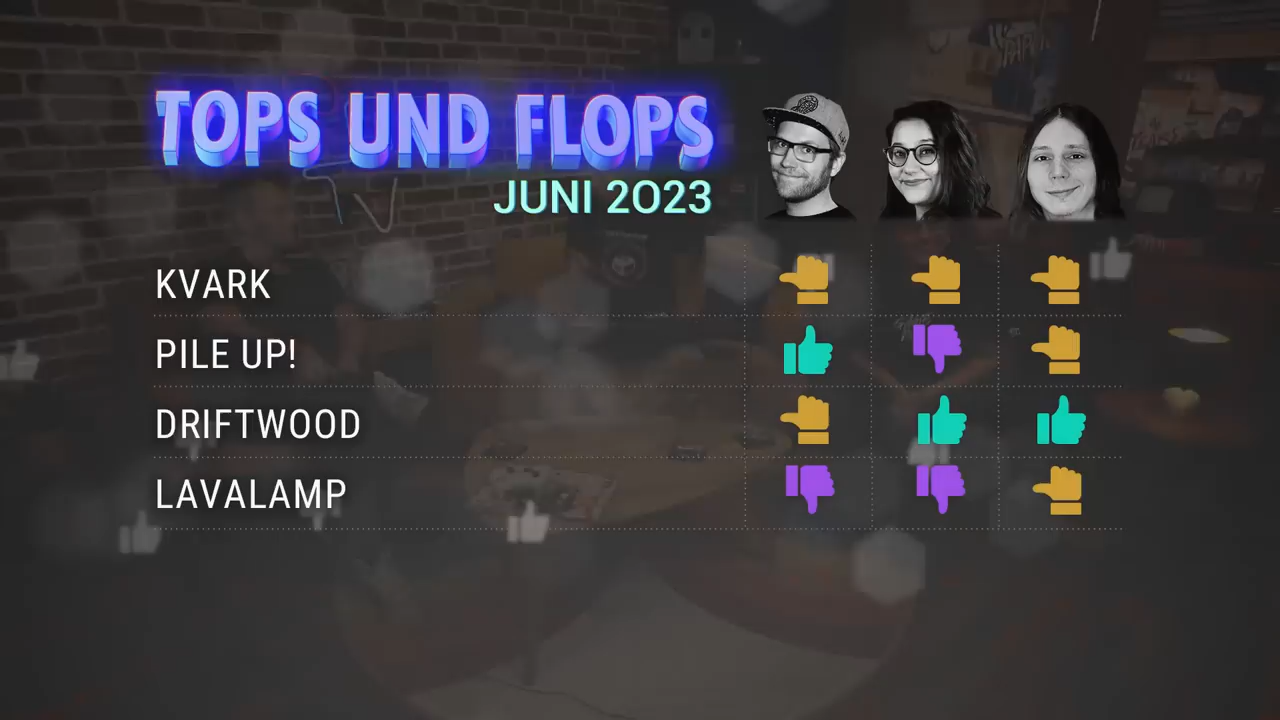 TOPS UND FLOPS
JUNI 2023
KVARK
PILE UP!
DRIFTWOOD
LAVALAMP